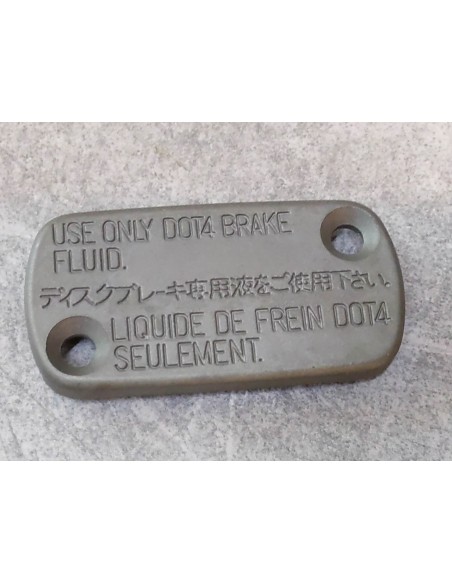 USE ONLY DOT4 BRAKE
FLUID.
ディスクブレーキ専用液をご使用下さい.
LIQUIDE DE FREIN DOT4
SEULEMENT.